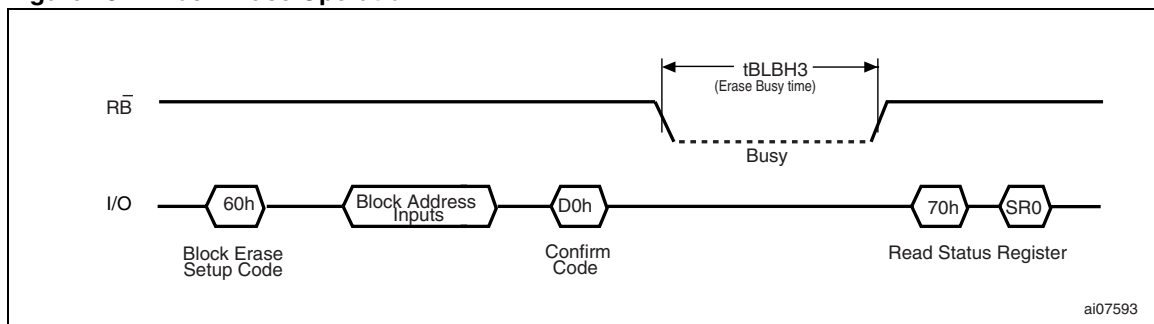 tBLBH3
(Erase Busy time)
RB̅
Busy
I/O
60h
Block Address
Inputs
D0h
70h
SR0
Block Erase
Setup Code
Confirm
Code
Read Status Register
ai07593